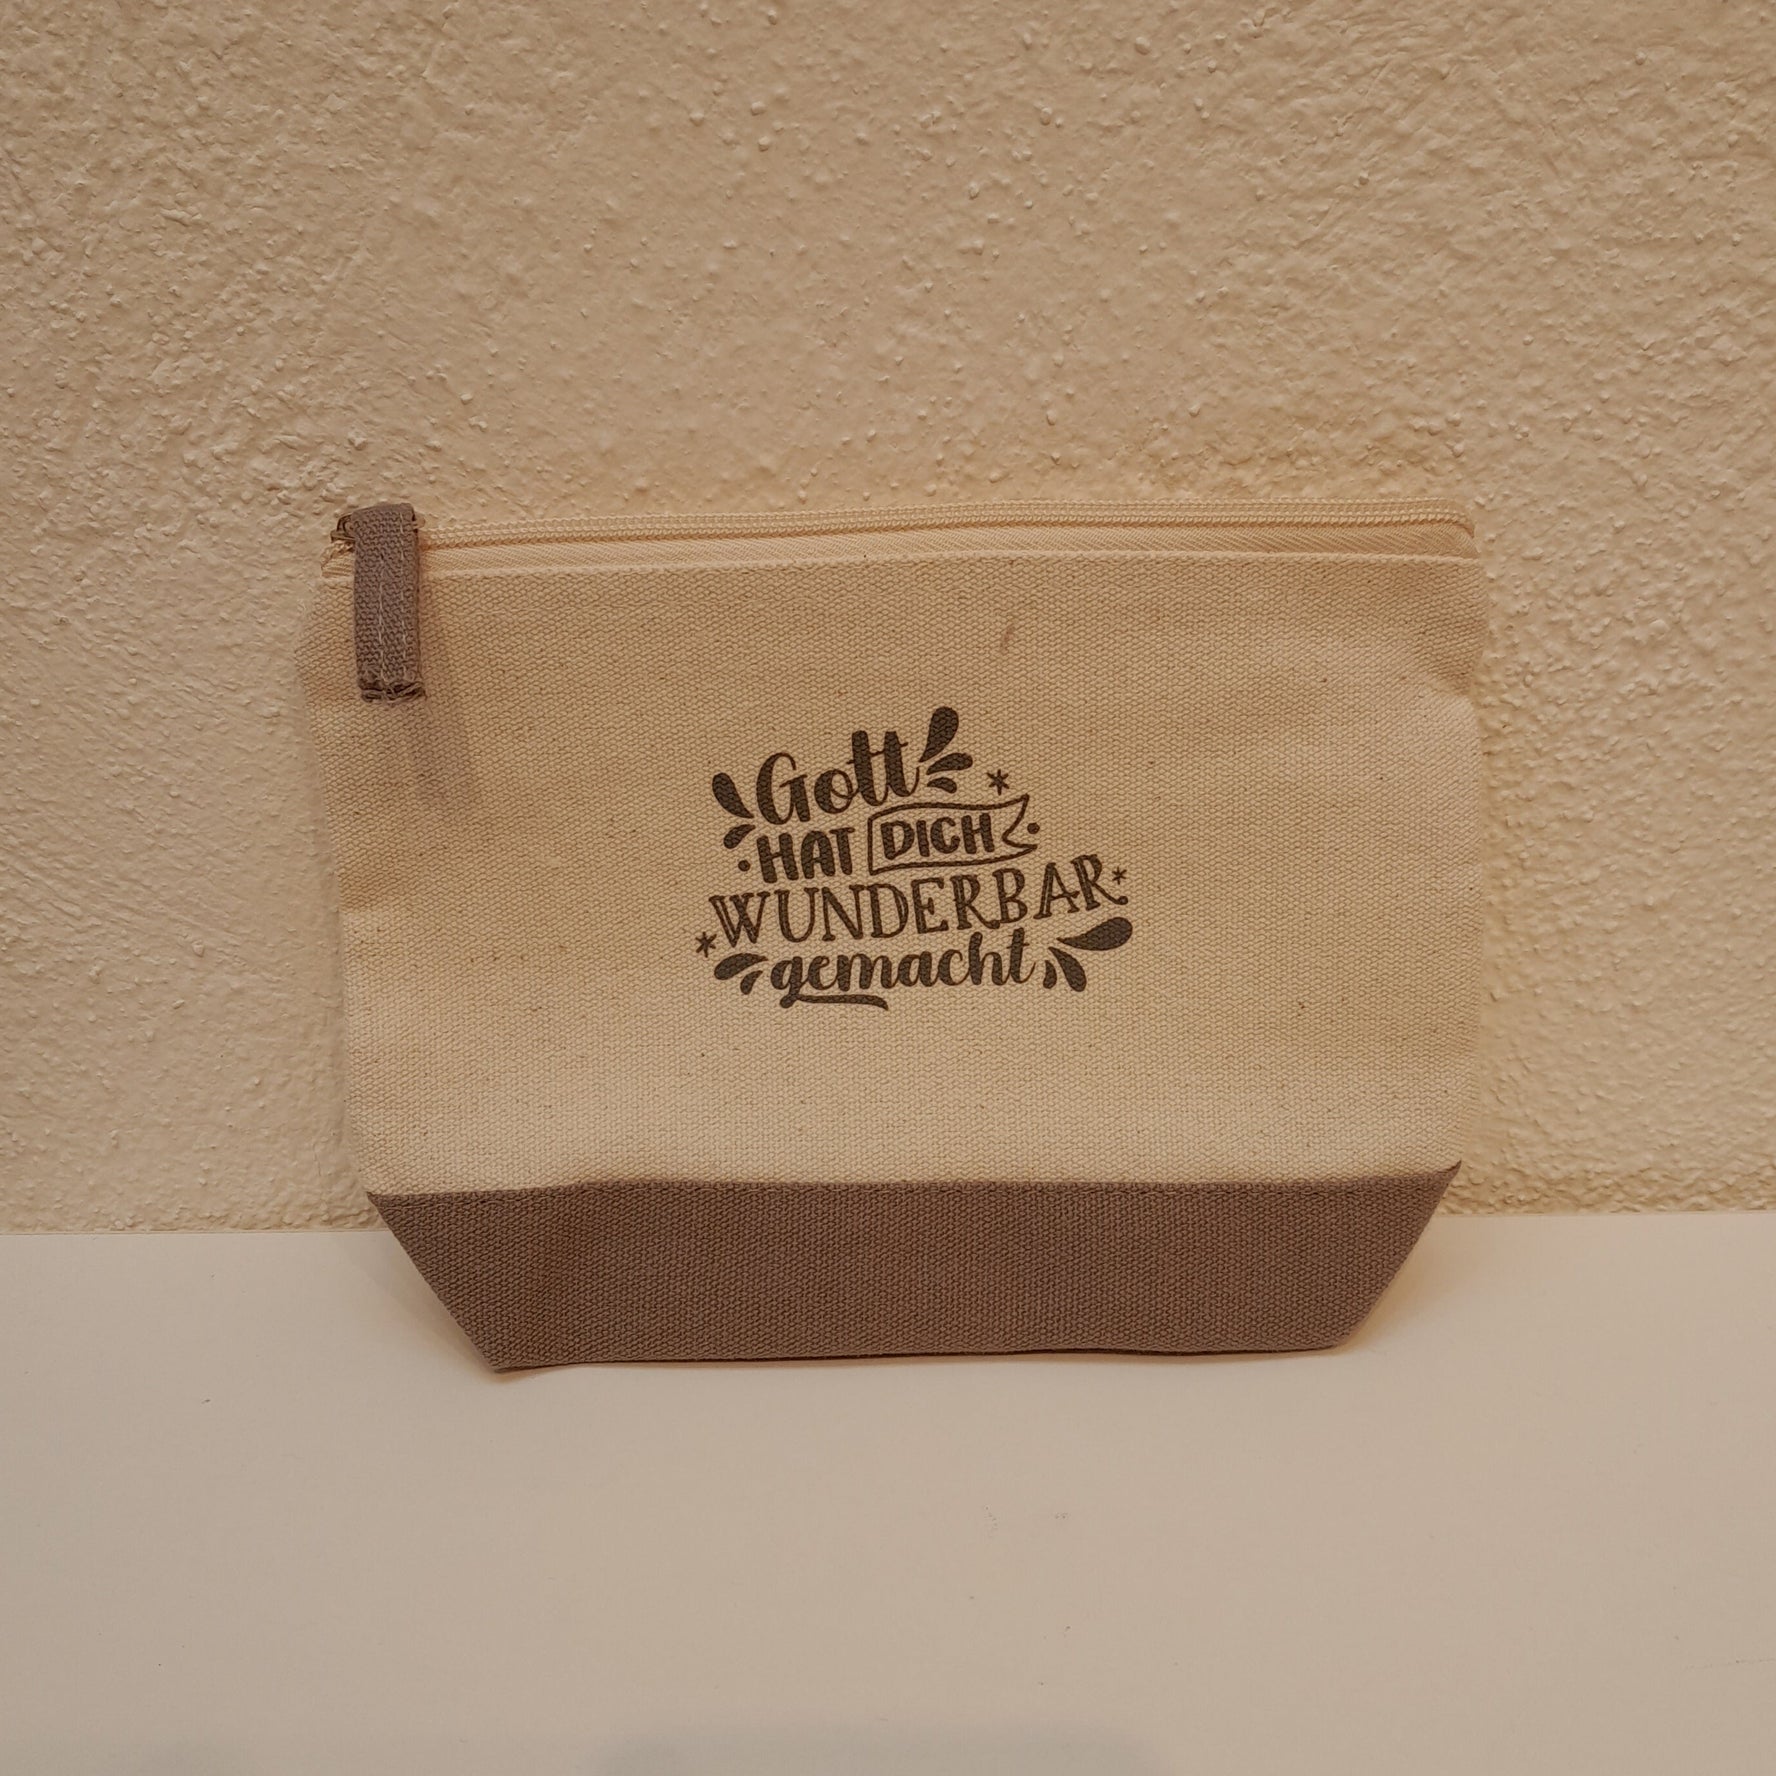 Gott
HAT DICH
WUNDERBAR
gemacht